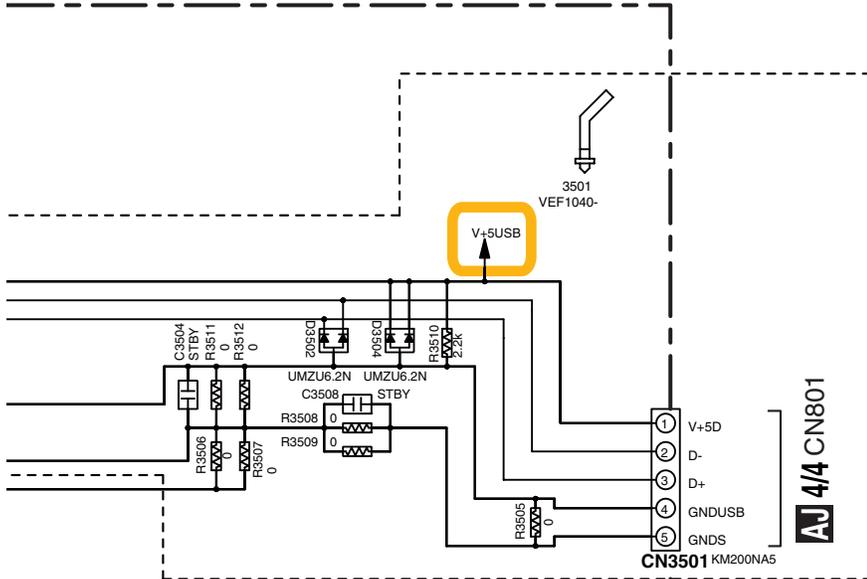 3501
VEF1040-
V+5USB
C3504
STBY
R3511
0
R3512
0
D3502
UMZU6.2N
D3504
UMZU6.2N
R3510
2.2k
C3508
STBY
R3508
0
R3509
0
R3506
0
R3507
0
R3505
0
1
V+5D
2
D-
3
D+
4
GNDUSB
5
GNDS
CN3501 KM200NA5
AJ 4/4 CN801